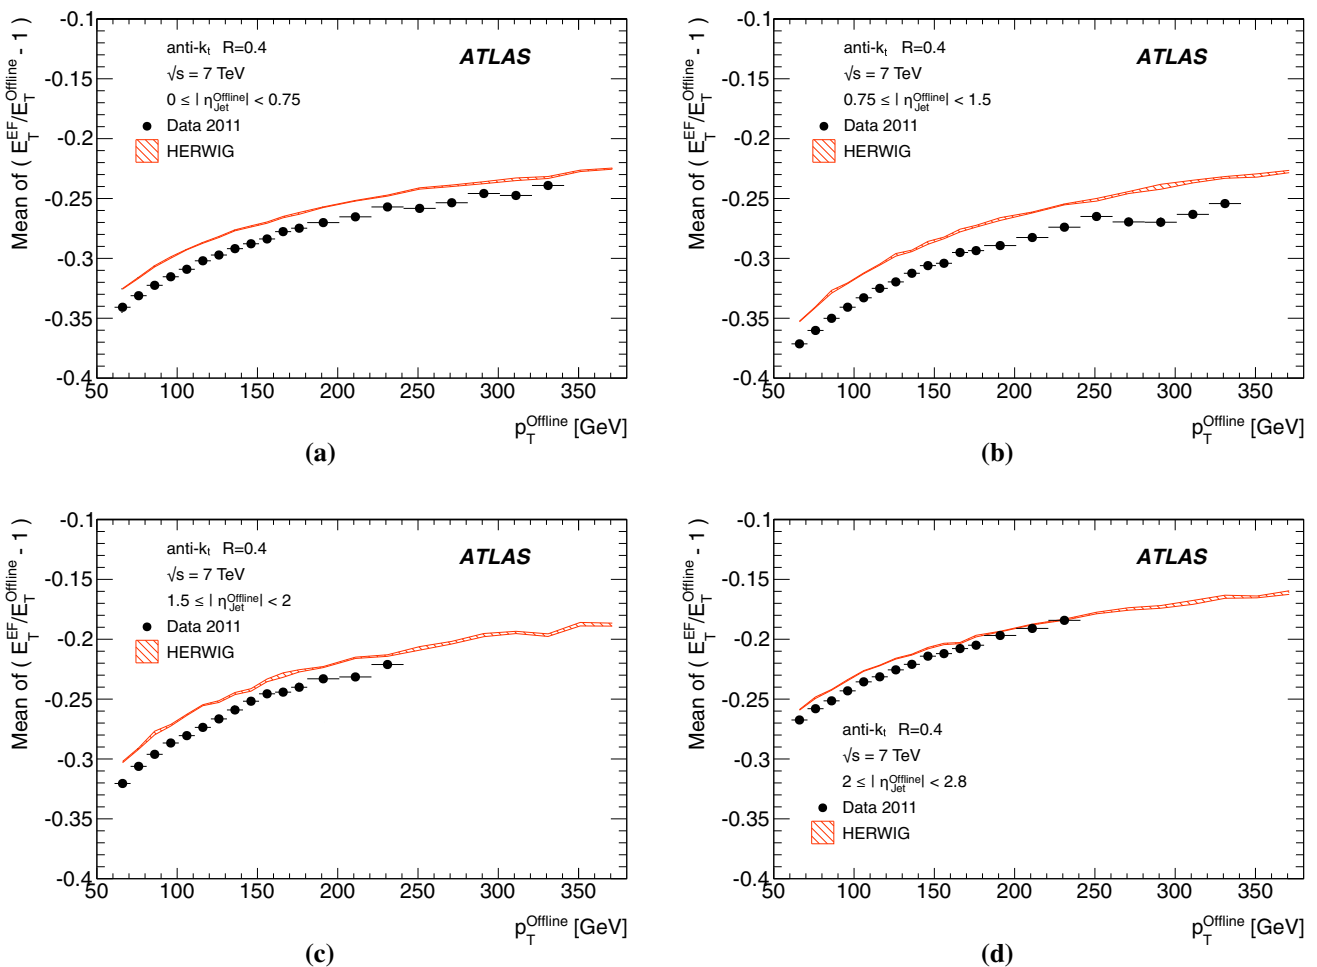 -0.1
-0.15
-0.2
-0.25
-0.3
-0.35
-0.4
Mean of ( E_T^EF/E_T^Offline - 1 )
anti-k_t R=0.4
√s = 7 TeV
0 ≤ | η_Jet^Offline | < 0.75
Data 2011
HERWIG
ATLAS
50 100 150 200 250 300 350
p_T^Offline [GeV]
(a)
-0.1
-0.15
-0.2
-0.25
-0.3
-0.35
-0.4
Mean of ( E_T^EF/E_T^Offline - 1 )
anti-k_t R=0.4
√s = 7 TeV
0.75 ≤ | η_Jet^Offline | < 1.5
Data 2011
HERWIG
ATLAS
50 100 150 200 250 300 350
p_T^Offline [GeV]
(b)
-0.1
-0.15
-0.2
-0.25
-0.3
-0.35
-0.4
Mean of ( E_T^EF/E_T^Offline - 1 )
anti-k_t R=0.4
√s = 7 TeV
1.5 ≤ | η_Jet^Offline | < 2
Data 2011
HERWIG
ATLAS
50 100 150 200 250 300 350
p_T^Offline [GeV]
(c)
-0.1
-0.15
-0.2
-0.25
-0.3
-0.35
-0.4
Mean of ( E_T^EF/E_T^Offline - 1 )
ATLAS
anti-k_t R=0.4
√s = 7 TeV
2 ≤ | η_Jet^Offline | < 2.8
Data 2011
HERWIG
50 100 150 200 250 300 350
p_T^Offline [GeV]
(d)